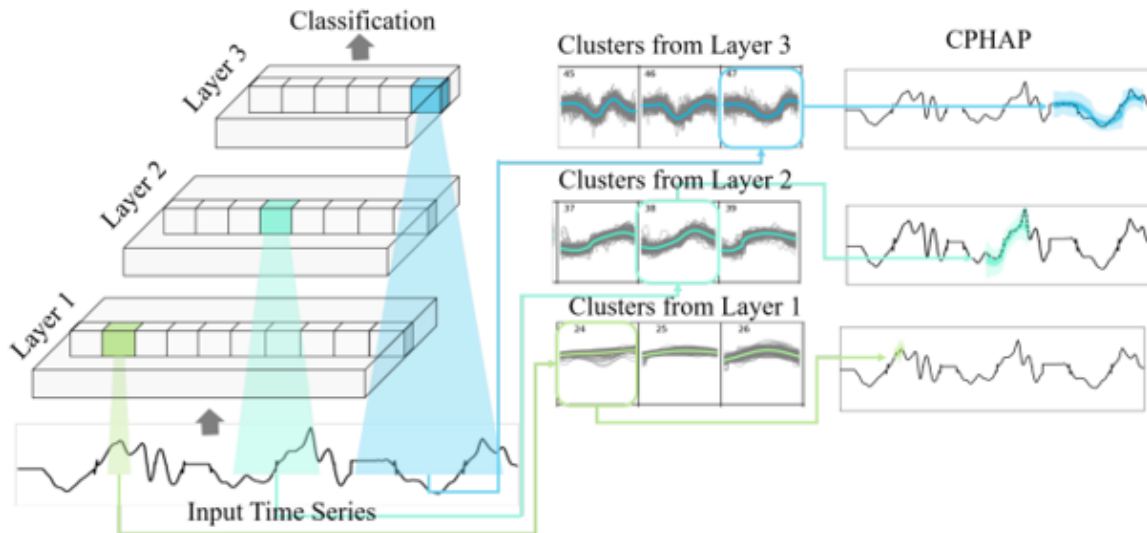 Classification
Layer 3
Layer 2
Layer 1
Input Time Series
Clusters from Layer 3
45 46 47
Clusters from Layer 2
37 38 39
Clusters from Layer 1
24 25 26
CPHAP